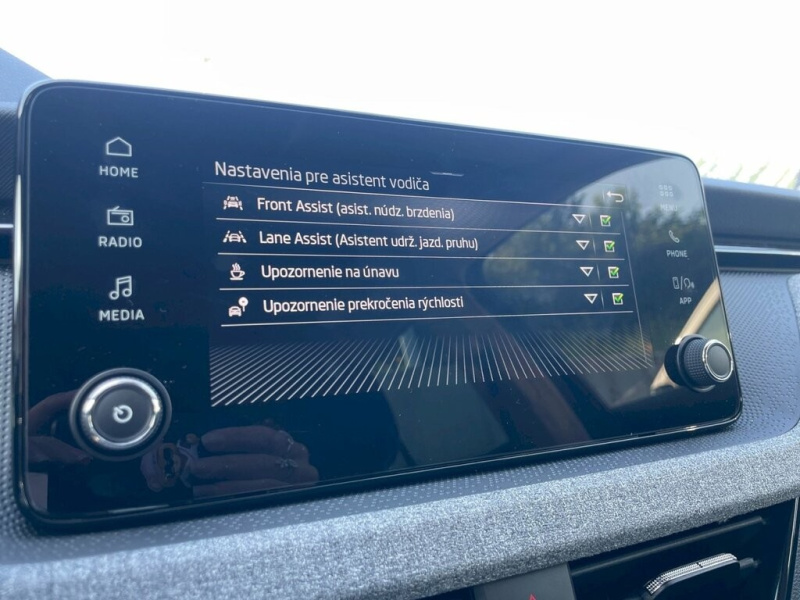 HOME
RADIO
MEDIA
Nastavenia pre asistent vodiča
Front Assist (asist. núdz. brzdenia)
Lane Assist (Asistent udrž. jazd. pruhu)
Upozornenie na únavu
Upozornenie prekročenia rýchlosti
MENU
PHONE
APP